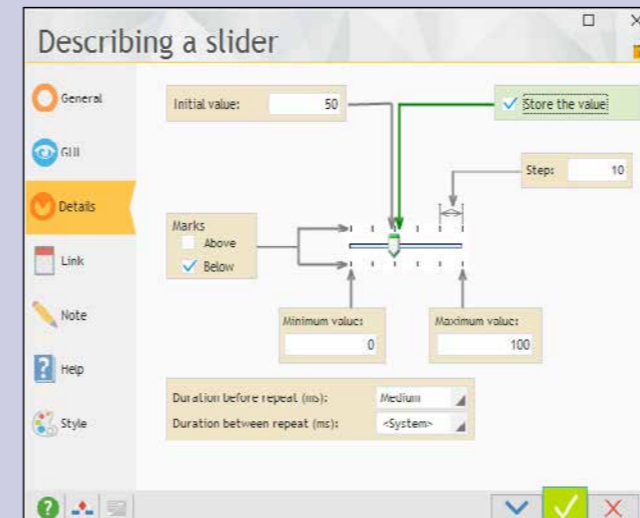 Describing a slider
General
GUI
Details
Link
Note
Help
Style
Initial value: 50
Store the value
Step: 10
Marks
Above
Below
Minimum value:
0
Maximum value:
100
Duration before repeat (ms): Medium
Duration between repeat (ms): <System>